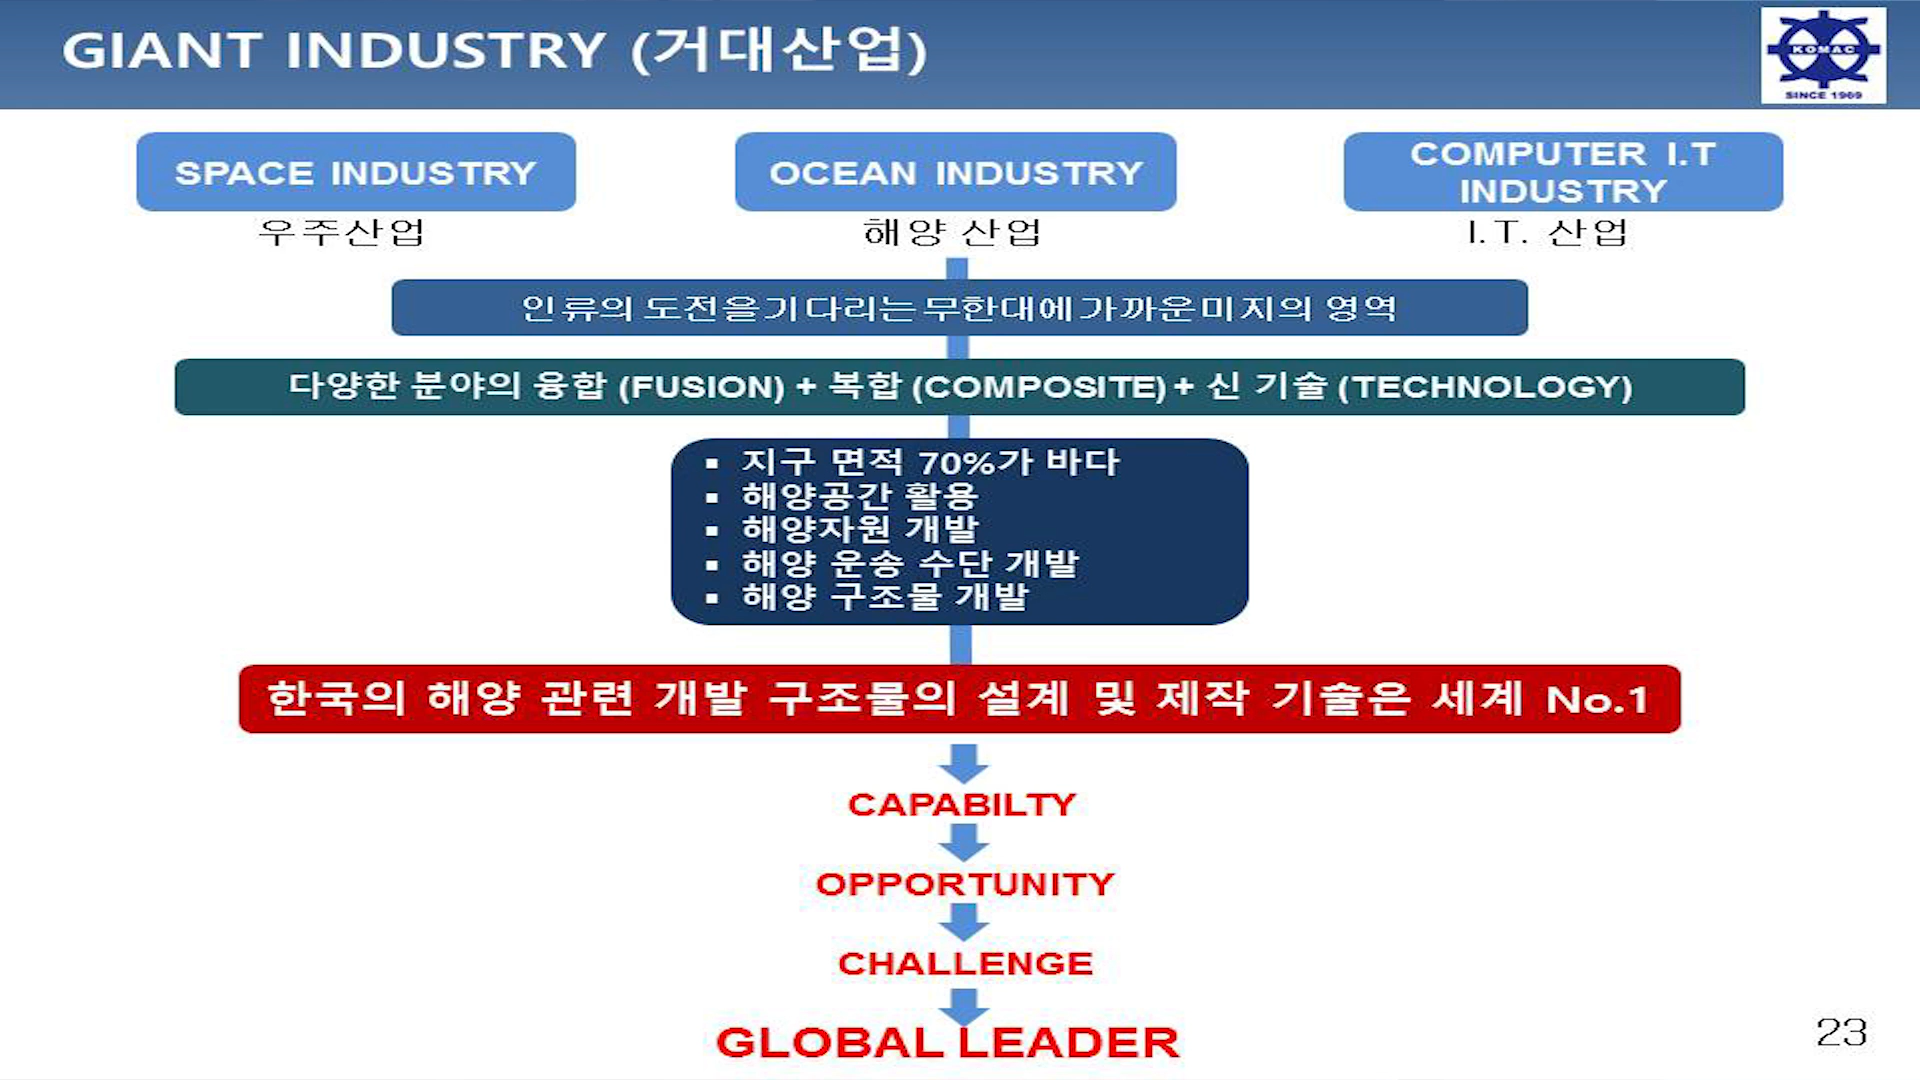 GIANT INDUSTRY (거대산업)
KOMAC
SINCE 1969
SPACE INDUSTRY
우주산업
OCEAN INDUSTRY
해양 산업
COMPUTER I.T
INDUSTRY
I.T. 산업
인류의 도전을 기다리는 무한대에 가까운 미지의 영역
다양한 분야의 융합 (FUSION) + 복합 (COMPOSITE) + 신 기술 (TECHNOLOGY)
▪ 지구 면적 70%가 바다
▪ 해양공간 활용
▪ 해양자원 개발
▪ 해양 운송 수단 개발
▪ 해양 구조물 개발
한국의 해양 관련 개발 구조물의 설계 및 제작 기술은 세계 No.1
CAPABILTY
OPPORTUNITY
CHALLENGE
GLOBAL LEADER
23